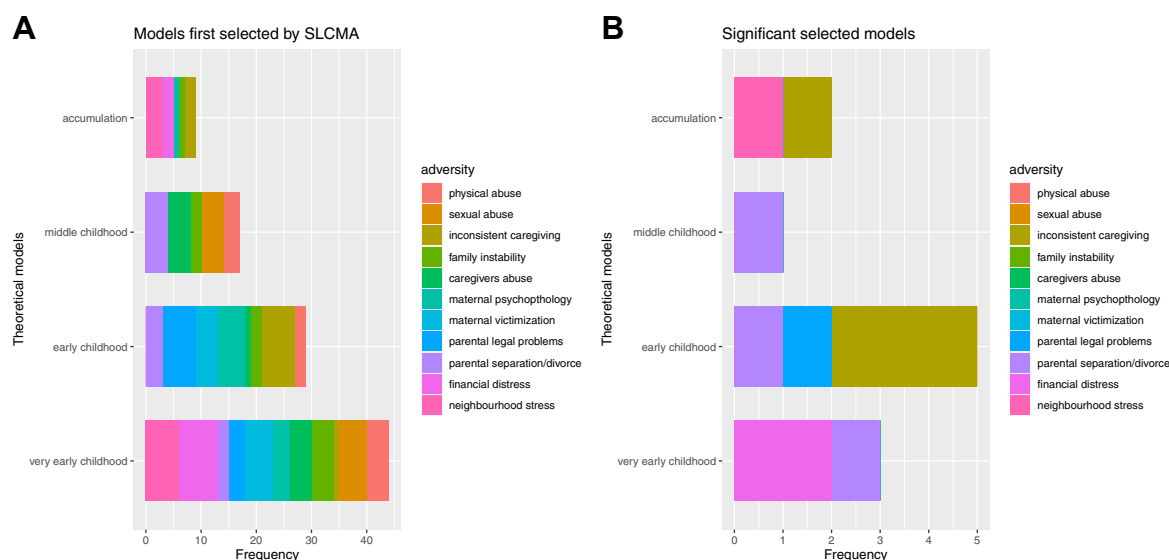 A
Models first selected by SLCMA
Theoretical models
accumulation
middle childhood
early childhood
very early childhood
0 10 20 30 40
Frequency
adversity
physical abuse
sexual abuse
inconsistent caregiving
family instability
caregivers abuse
maternal psychopthology
maternal victimization
parental legal problems
parental separation/divorce
financial distress
neighbourhood stress
B
Significant selected models
Theoretical models
accumulation
middle childhood
early childhood
very early childhood
0 1 2 3 4 5
Frequency
adversity
physical abuse
sexual abuse
inconsistent caregiving
family instability
caregivers abuse
maternal psychopthology
maternal victimization
parental legal problems
parental separation/divorce
financial distress
neighbourhood stress